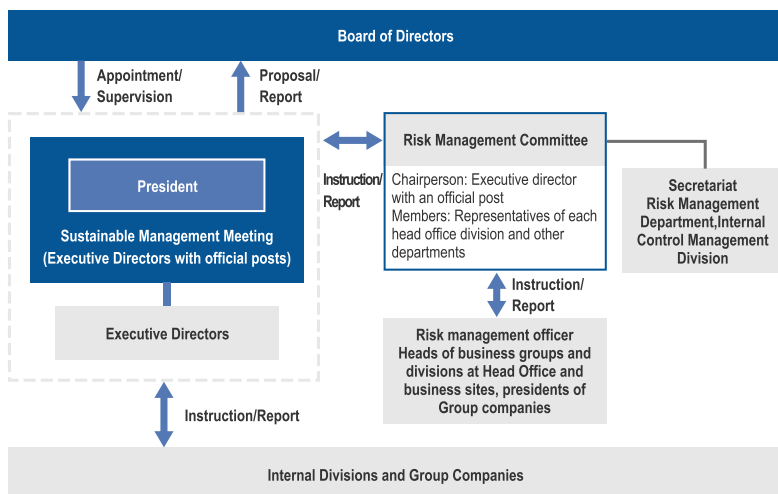 Board of Directors
Appointment/
Supervision
Proposal/
Report
President
Sustainable Management Meeting
(Executive Directors with official posts)
Executive Directors
Instruction/
Report
Risk Management Committee
Chairperson: Executive director
with an official post
Members: Representatives of each
head office division and other
departments
Secretariat
Risk Management
Department,Internal
Control Management
Division
Instruction/
Report
Risk management officer
Heads of business groups and
divisions at Head Office and
business sites, presidents of
Group companies
Instruction/Report
Internal Divisions and Group Companies